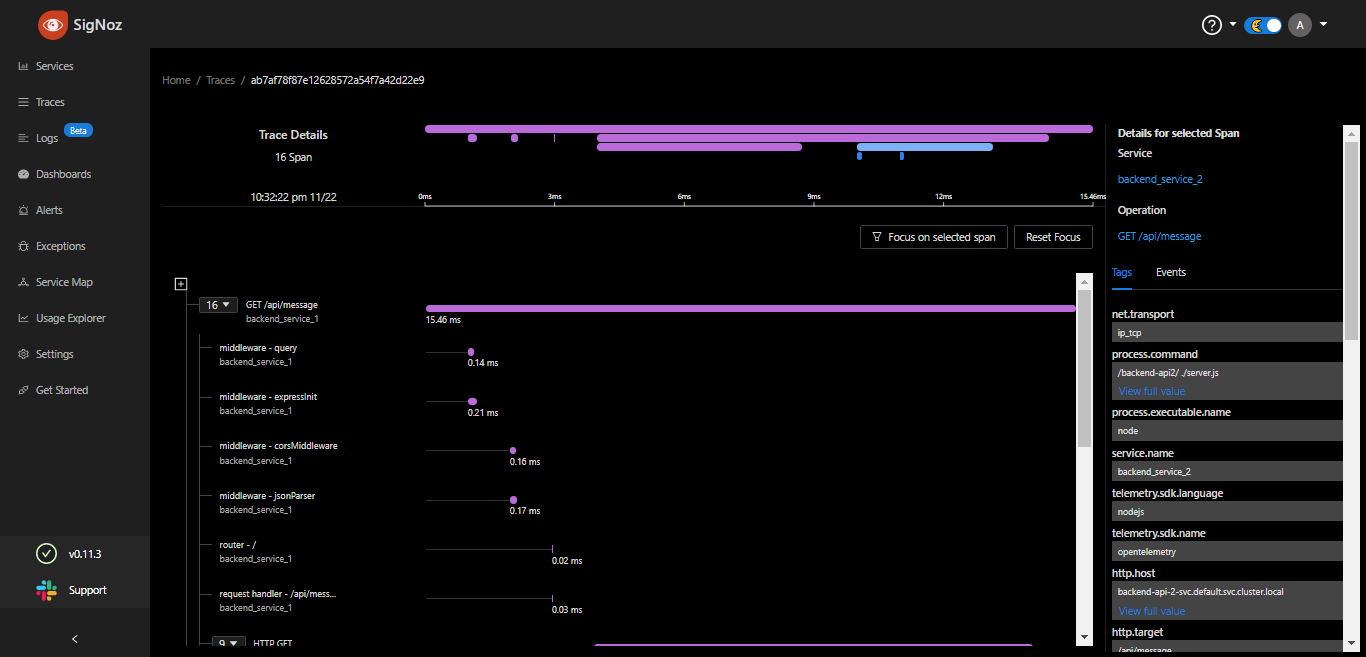 SigNoz
A
Services
Traces
Logs
Beta
Dashboards
Alerts
Exceptions
Service Map
Usage Explorer
Settings
Get Started
v0.11.3
Support
Home / Traces / ab7af78f87e12628572a54f7a42d22e9
Trace Details
16 Span
10:32:22 pm 11/22
0ms
3ms
6ms
9ms
12ms
15.46ms
Focus on selected span
Reset Focus
16
GET /api/message
backend_service_1
15.46 ms
middleware - query
backend_service_1
0.14 ms
middleware - expressInit
backend_service_1
0.21 ms
middleware - corsMiddleware
backend_service_1
0.16 ms
middleware - jsonParser
backend_service_1
0.17 ms
router - /
backend_service_1
0.02 ms
request handler - /api/mess...
backend_service_1
0.03 ms
9
HTTP GET
Details for selected Span
Service
backend_service_2
Operation
GET /api/message
Tags
Events
net.transport
ip_tcp
process.command
/backend-api2/ ./server.js
View full value
process.executable.name
node
service.name
backend_service_2
telemetry.sdk.language
nodejs
telemetry.sdk.name
opentelemetry
http.host
backend-api-2-svc.default.svc.cluster.local
View full value
http.target
/api/message